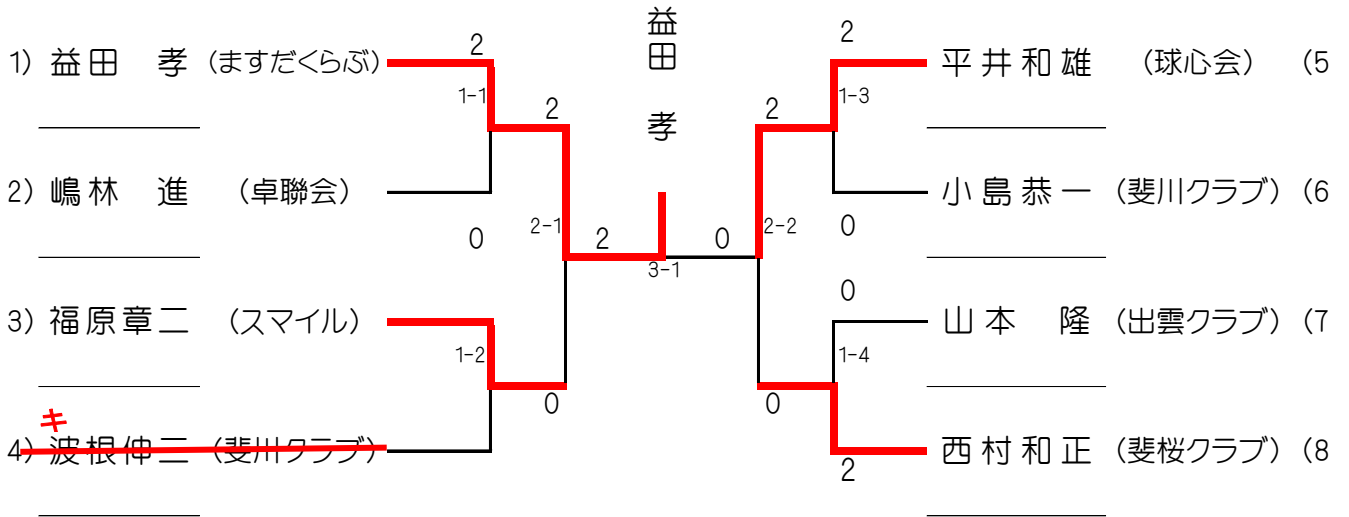 益田 孝
1) 益田 孝 (ますだくらぶ)
2
1-1
2) 嶋林 進 (卓聯会)
0
2
2-1
3) 福原章二 (スマイル)
1-2
キ
4) 波根伸二 (斐川クラブ)
0
2
3-1
0
2
平井和雄 (球心会) (5
1-3
2
小島恭一 (斐川クラブ) (6
0
2-2
0
山本 隆 (出雲クラブ) (7
1-4
0
西村和正 (斐桜クラブ) (8
2